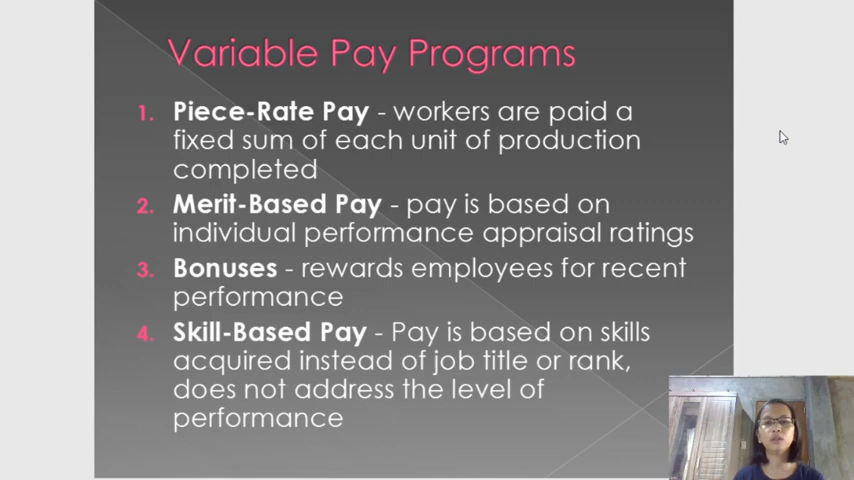 Variable Pay Programs
1. Piece-Rate Pay - workers are paid a
fixed sum of each unit of production
completed
2. Merit-Based Pay - pay is based on
individual performance appraisal ratings
3. Bonuses - rewards employees for recent
performance
4. Skill-Based Pay - Pay is based on skills
acquired instead of job title or rank,
does not address the level of
performance